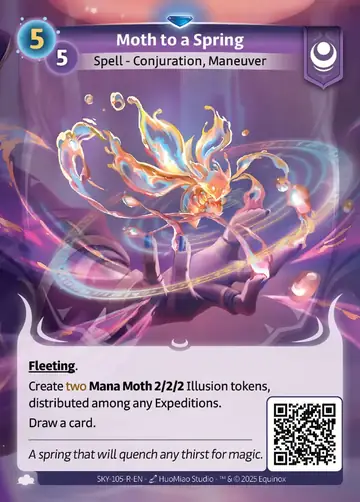 5
5
Moth to a Spring
Spell - Conjuration, Maneuver
Fleeting.
Create two Mana Moth 2/2/2 Illusion tokens,
distributed among any Expeditions.
Draw a card.
A spring that will quench any thirst for magic.
SKY-105-R-EN - HuoMiao Studio - ™ & © 2025 Equinox